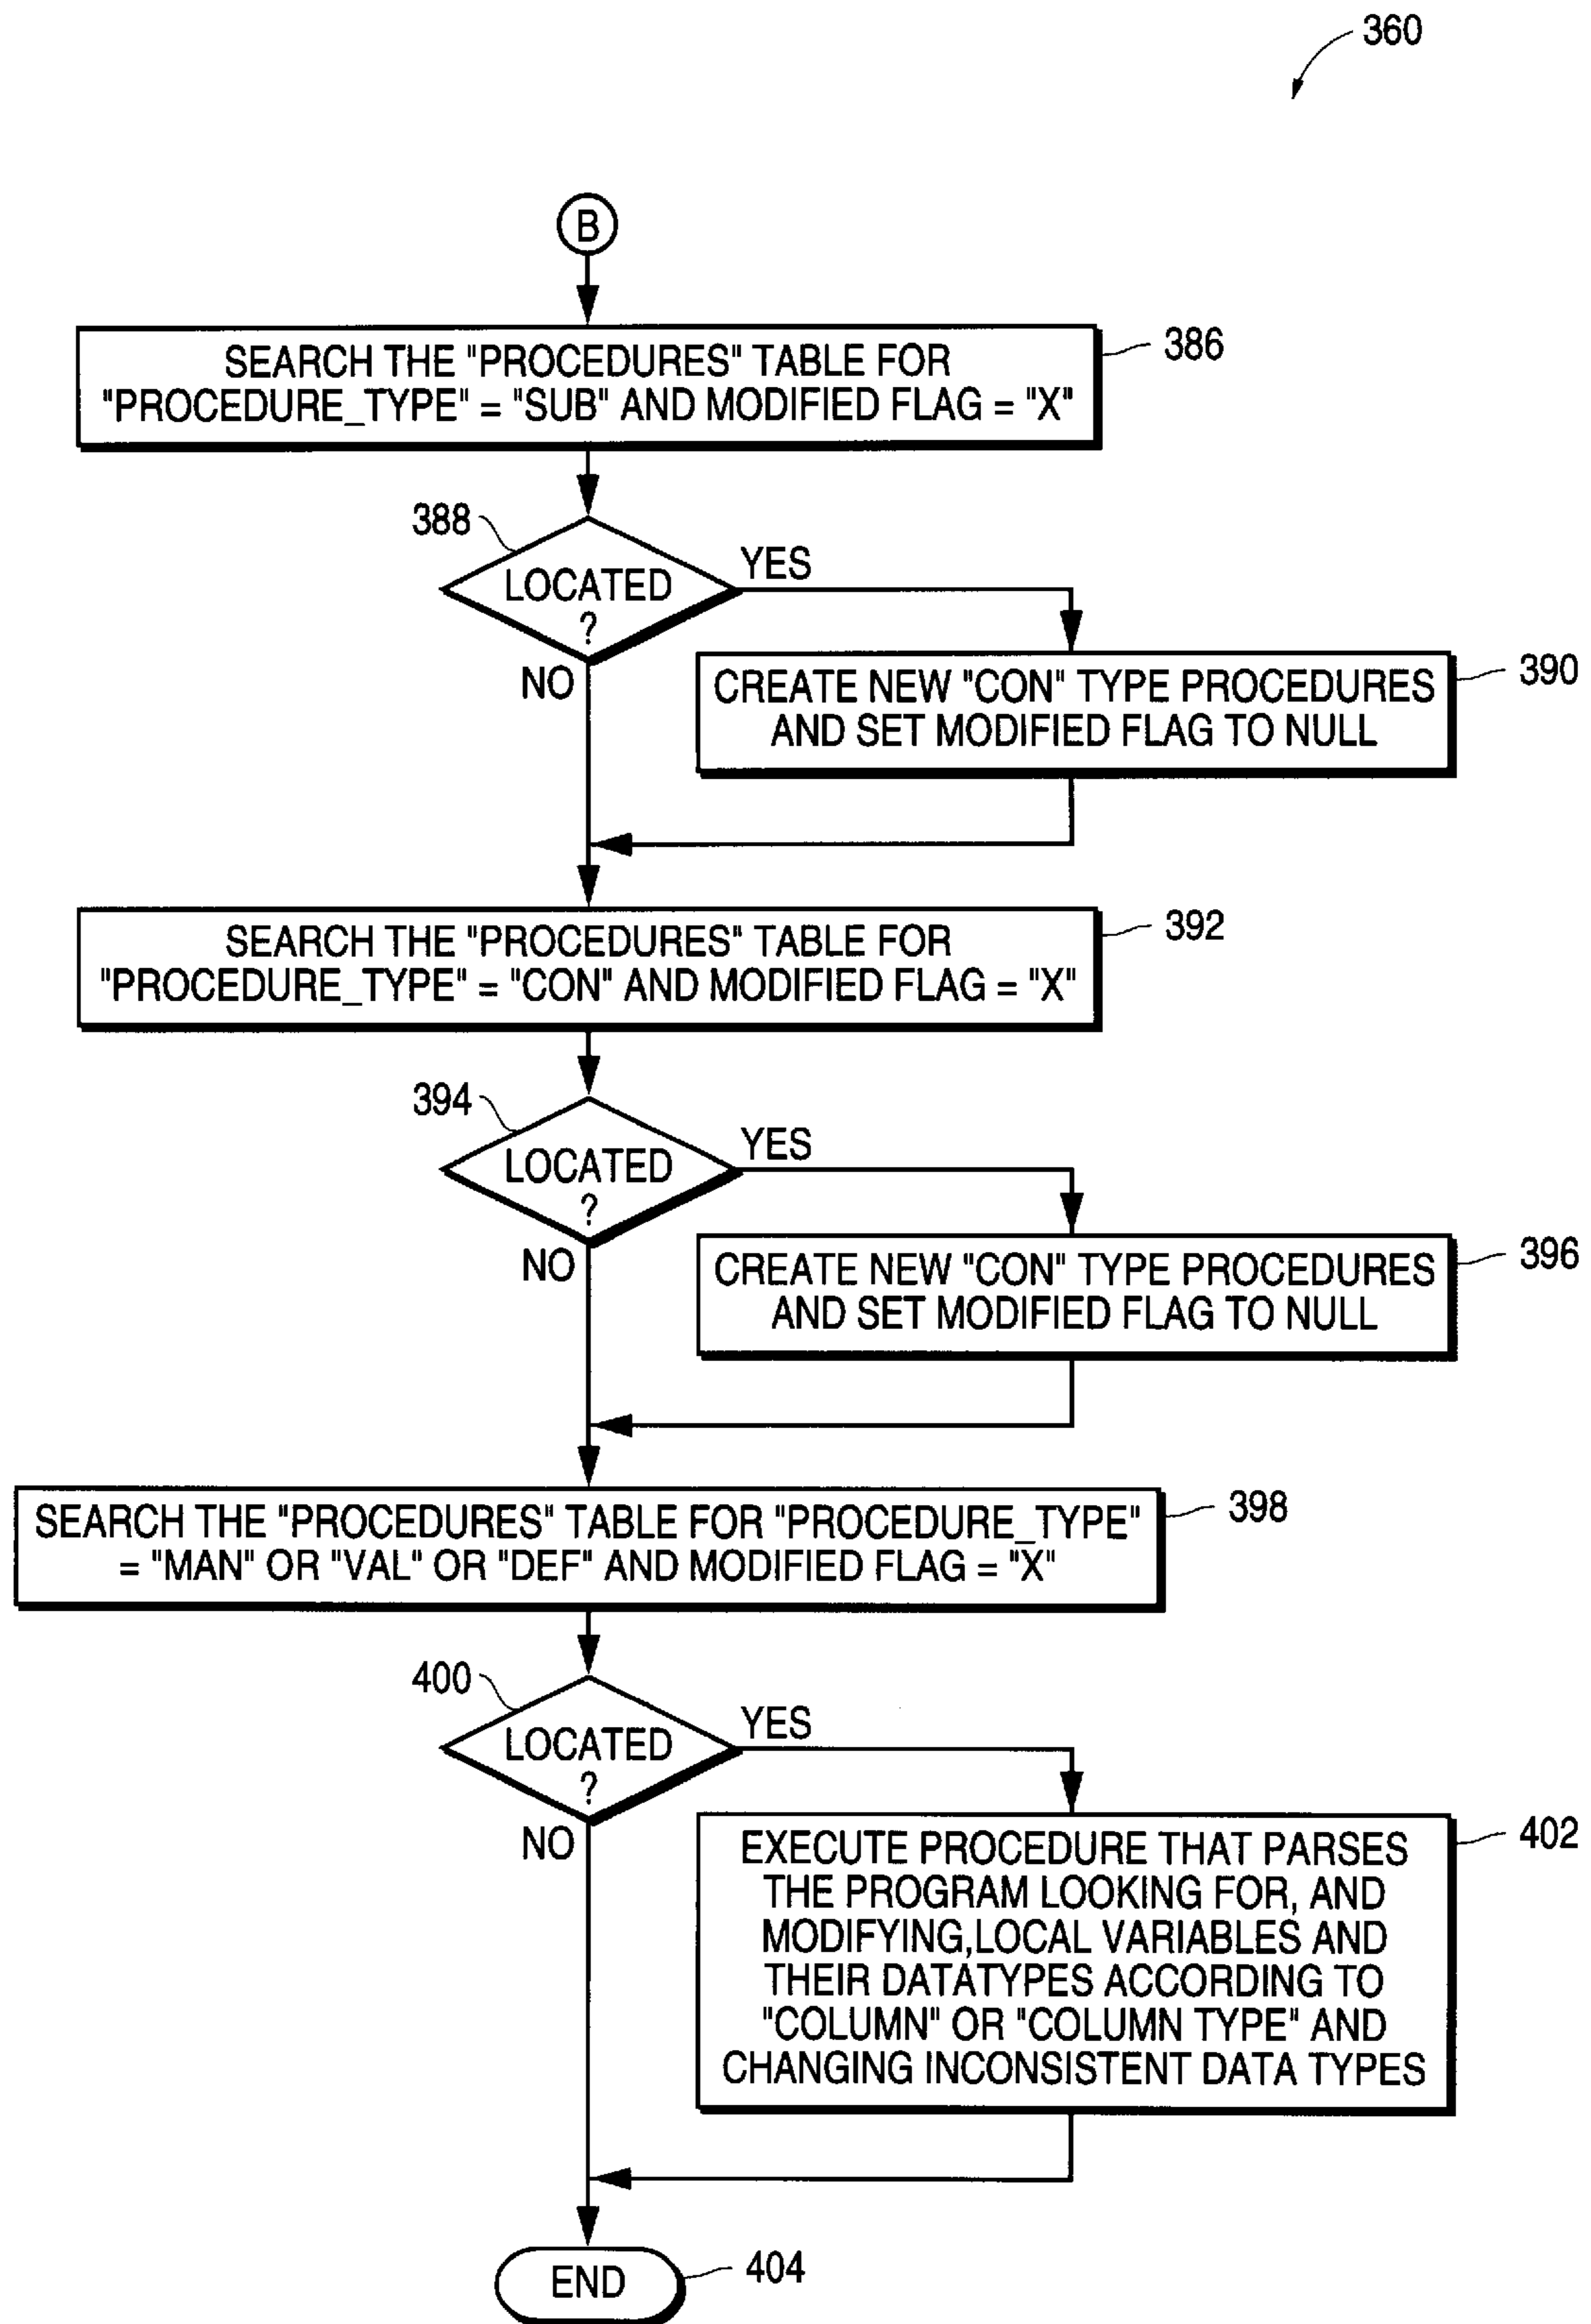 360
B
SEARCH THE "PROCEDURES" TABLE FOR
"PROCEDURE_TYPE" = "SUB" AND MODIFIED FLAG = "X"
386
388
LOCATED
?
YES
NO
CREATE NEW "CON" TYPE PROCEDURES
AND SET MODIFIED FLAG TO NULL
390
SEARCH THE "PROCEDURES" TABLE FOR
"PROCEDURE_TYPE" = "CON" AND MODIFIED FLAG = "X"
392
394
LOCATED
?
YES
NO
CREATE NEW "CON" TYPE PROCEDURES
AND SET MODIFIED FLAG TO NULL
396
SEARCH THE "PROCEDURES" TABLE FOR "PROCEDURE_TYPE"
= "MAN" OR "VAL" OR "DEF" AND MODIFIED FLAG = "X"
398
400
LOCATED
?
YES
NO
EXECUTE PROCEDURE THAT PARSES
THE PROGRAM LOOKING FOR, AND
MODIFYING,LOCAL VARIABLES AND
THEIR DATATYPES ACCORDING TO
"COLUMN" OR "COLUMN TYPE" AND
CHANGING INCONSISTENT DATA TYPES
402
END
404